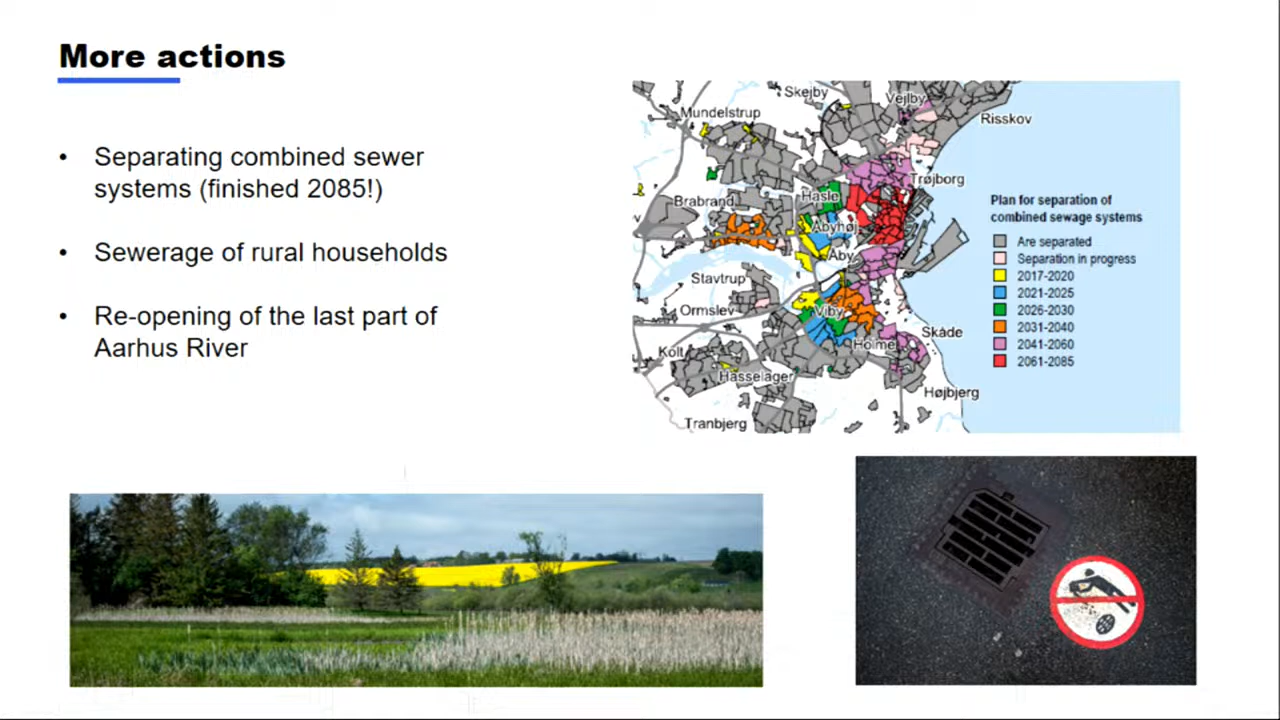 More actions
• Separating combined sewer
systems (finished 2085!)
• Sewerage of rural households
• Re-opening of the last part of
Aarhus River
Skejby
Vejlby
Mundelstrup
Risskov
Trøjborg
Hasle
Brabrand
Åbyhøj
Åby
Stavtrup
Ormslev
Viby
Skåde
Kolt
Holme
Hasselager
Højbjerg
Tranbjerg
Plan for separation of
combined sewage systems
Are separated
Separation in progress
2017-2020
2021-2025
2026-2030
2031-2040
2041-2060
2061-2085